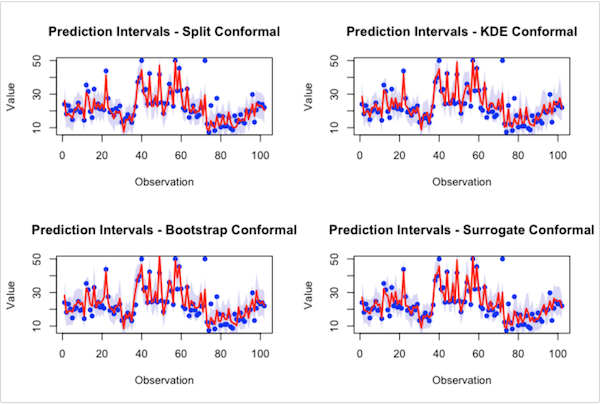 Prediction Intervals - Split Conformal
50
30
10
Value
0 20 40 60 80 100
Observation
Prediction Intervals - KDE Conformal
50
30
10
Value
0 20 40 60 80 100
Observation
Prediction Intervals - Bootstrap Conformal
50
30
10
Value
0 20 40 60 80 100
Observation
Prediction Intervals - Surrogate Conformal
50
30
10
Value
0 20 40 60 80 100
Observation